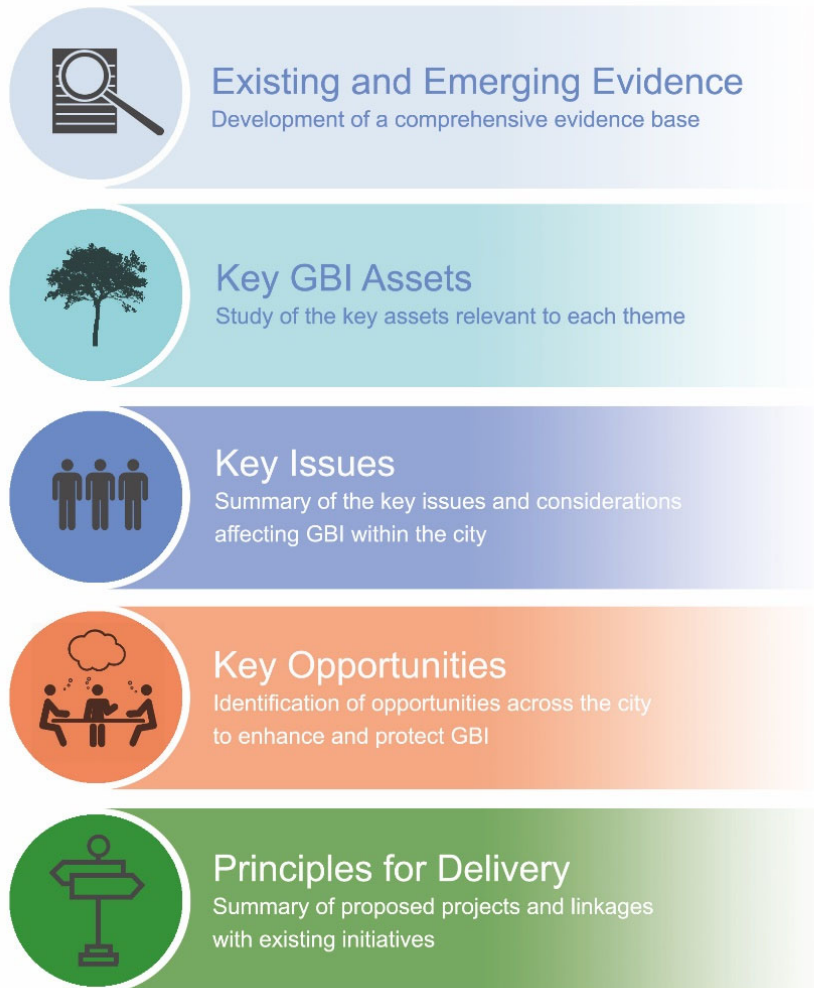 Existing and Emerging Evidence
Development of a comprehensive evidence base
Key GBI Assets
Study of the key assets relevant to each theme
Key Issues
Summary of the key issues and considerations
affecting GBI within the city
Key Opportunities
Identification of opportunities across the city
to enhance and protect GBI
Principles for Delivery
Summary of proposed projects and linkages
with existing initiatives